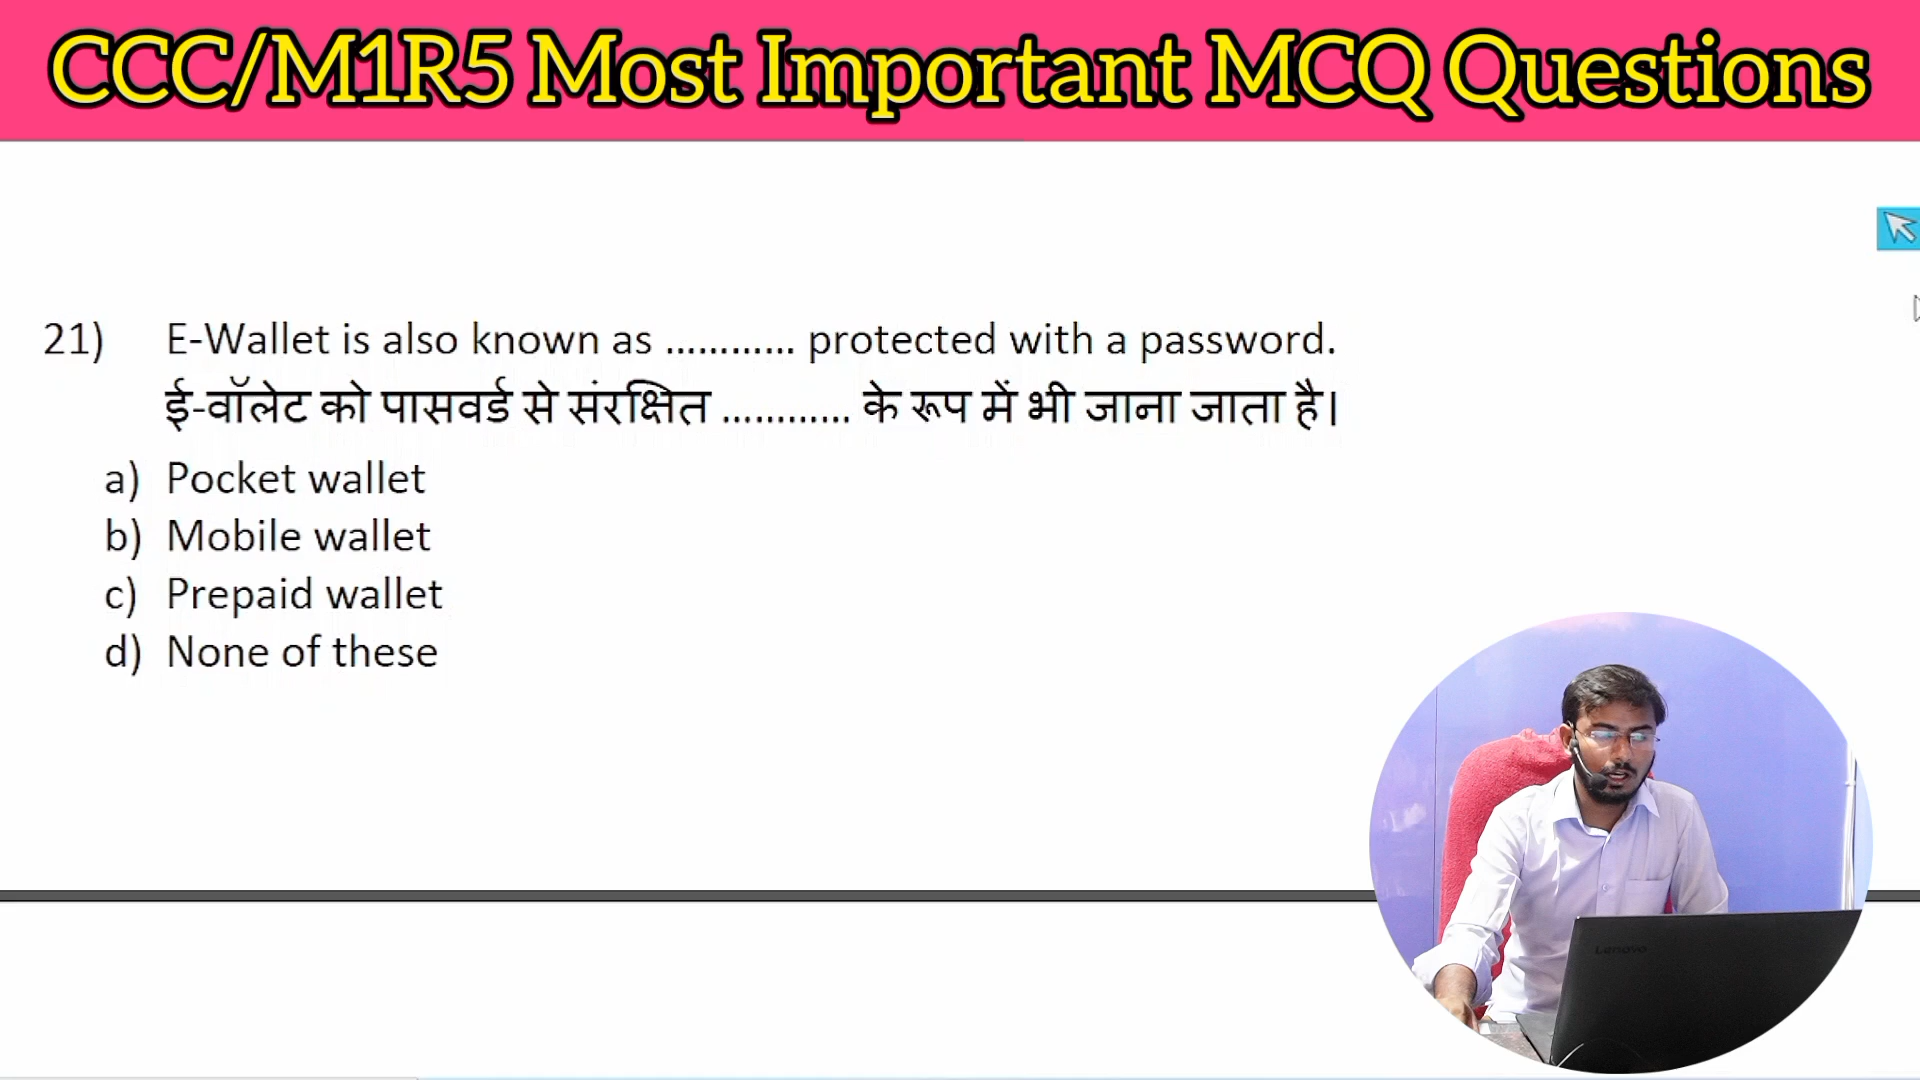 CCC/M1R5 Most Important MCQ Questions
21) E-Wallet is also known as ............ protected with a password.
ई-वॉलेट को पासवर्ड से संरक्षित ............ के रूप में भी जाना जाता है।
a) Pocket wallet
b) Mobile wallet
c) Prepaid wallet
d) None of these
Lenovo